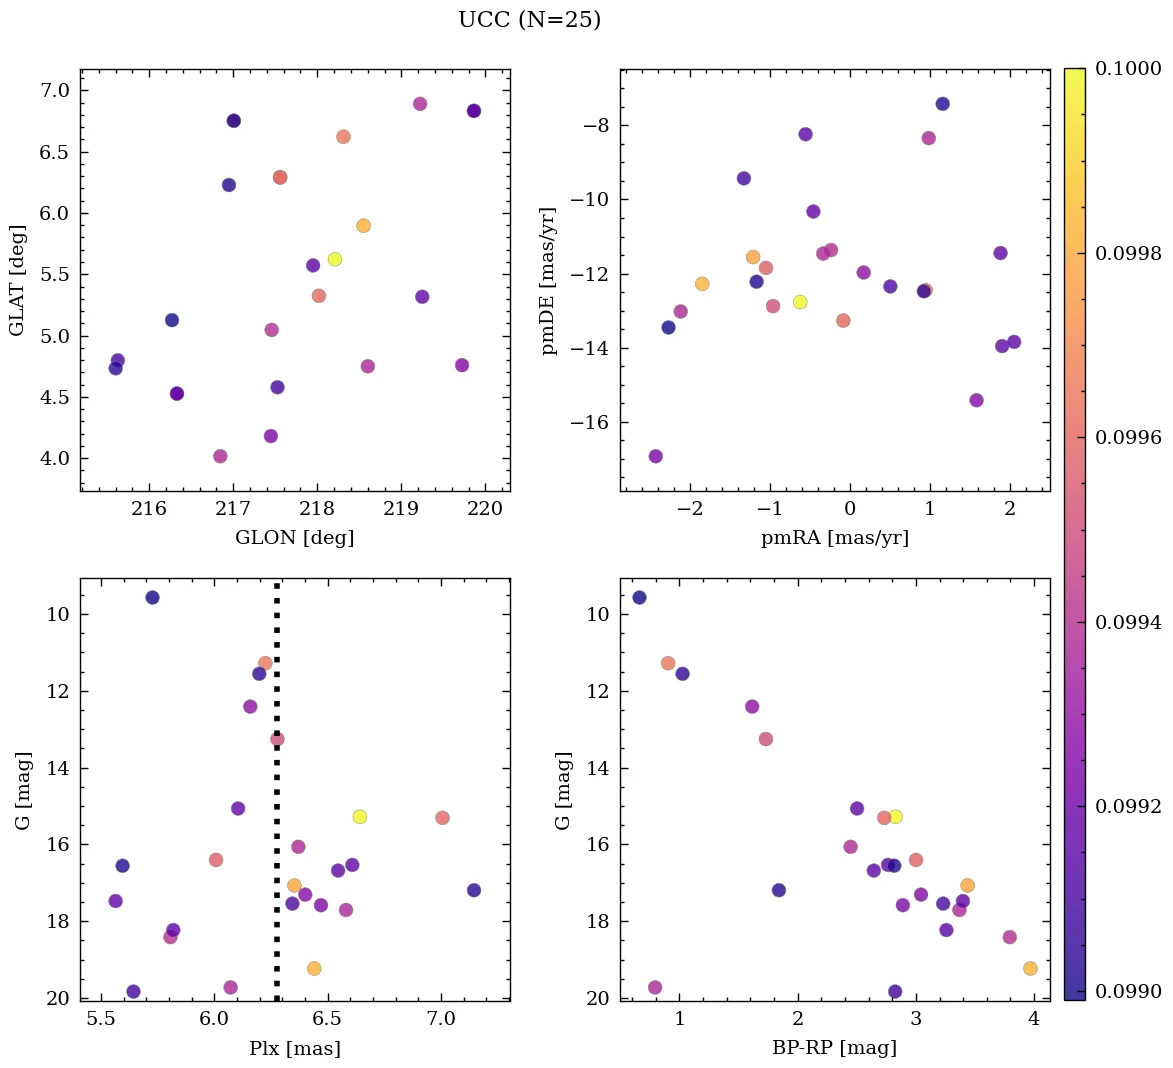 UCC (N=25)
7.0
6.5
6.0
5.5
5.0
4.5
4.0
GLAT [deg]
216 217 218 219 220
GLON [deg]
−8
−10
−12
−14
−16
pmDE [mas/yr]
−2 −1 0 1 2
pmRA [mas/yr]
10
12
14
16
18
20
G [mag]
5.5 6.0 6.5 7.0
Plx [mas]
10
12
14
16
18
20
G [mag]
1 2 3 4
BP-RP [mag]
0.1000
0.0998
0.0996
0.0994
0.0992
0.0990